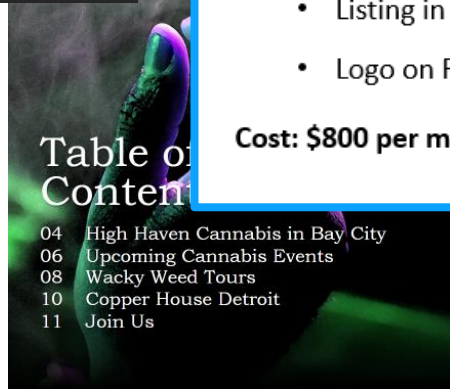 • Listing in
• Logo on
Cost: $800 per
Table
Conten
04 High Haven Cannabis in Bay City
06 Upcoming Cannabis Events
08 Wacky Weed Tours
10 Copper House Detroit
11 Join Us